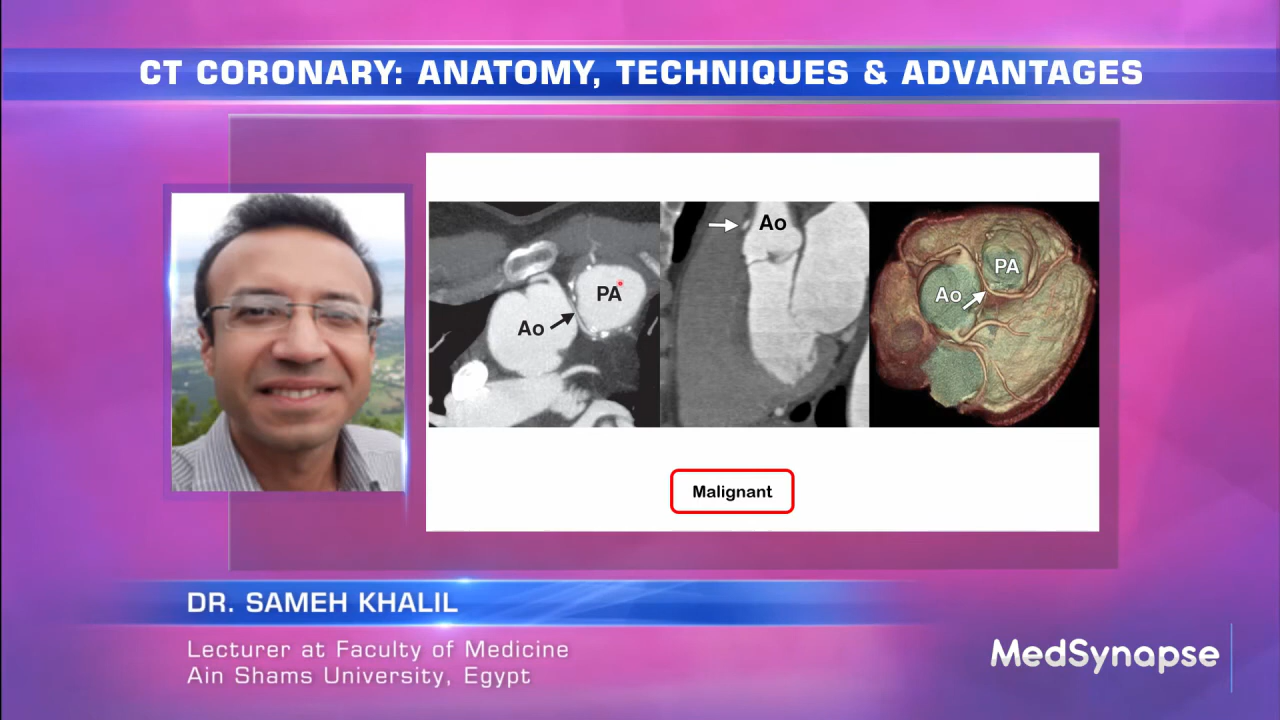 CT CORONARY: ANATOMY, TECHNIQUES & ADVANTAGES
Ao
PA
Ao
PA
Ao
Malignant
DR. SAMEH KHALIL
Lecturer at Faculty of Medicine
Ain Shams University, Egypt
MedSynapse